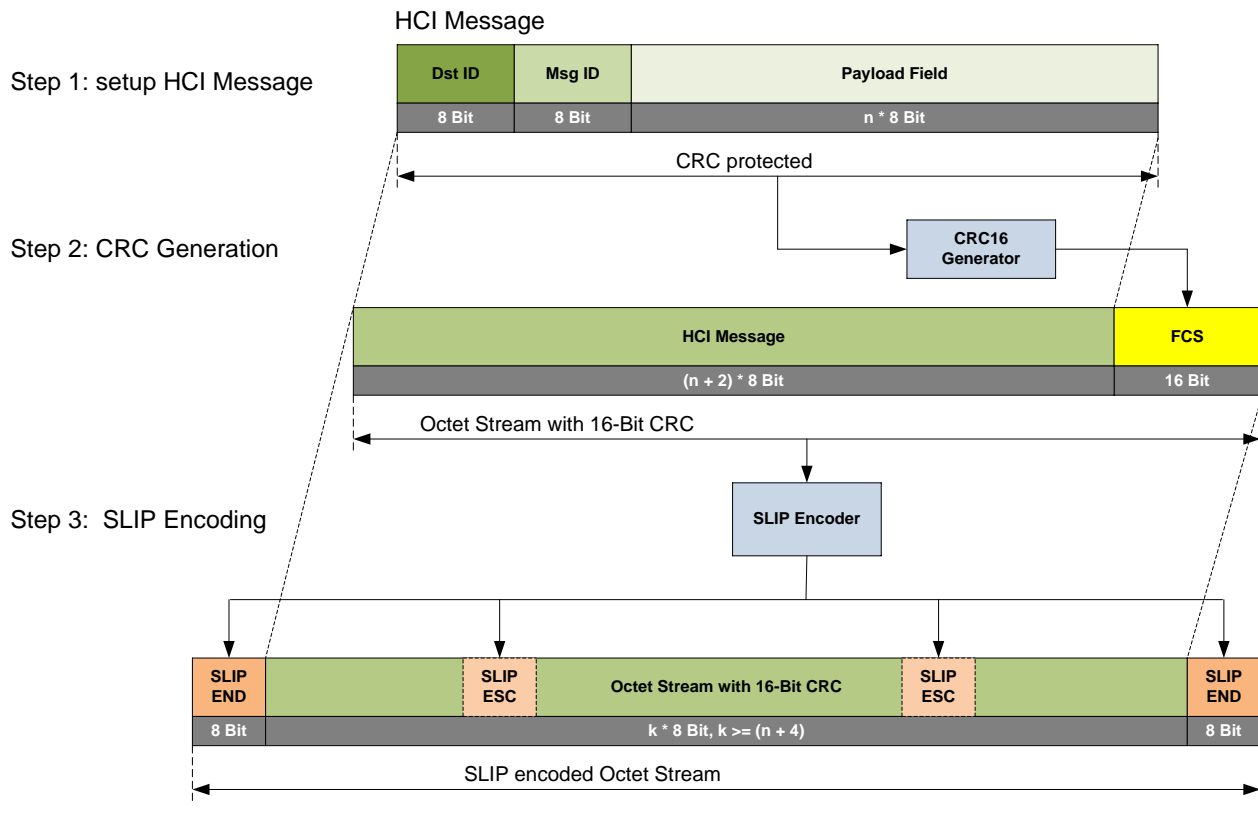 HCI Message
Step 1: setup HCI Message
Dst ID
Msg ID
Payload Field
8 Bit
8 Bit
n * 8 Bit
CRC protected
Step 2: CRC Generation
CRC16
Generator
HCI Message
FCS
(n + 2) * 8 Bit
16 Bit
Octet Stream with 16-Bit CRC
Step 3: SLIP Encoding
SLIP Encoder
SLIP
END
SLIP
ESC
Octet Stream with 16-Bit CRC
SLIP
ESC
SLIP
END
8 Bit
k * 8 Bit, k >= (n + 4)
8 Bit
SLIP encoded Octet Stream